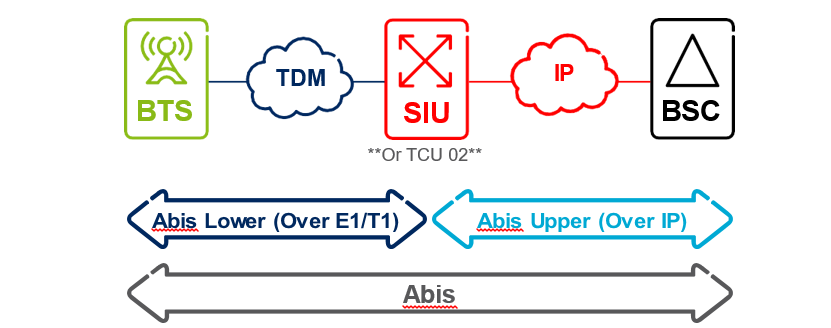 BTS
TDM
SIU
IP
BSC
**Or TCU 02**
Abis Lower (Over E1/T1)
Abis Upper (Over IP)
Abis